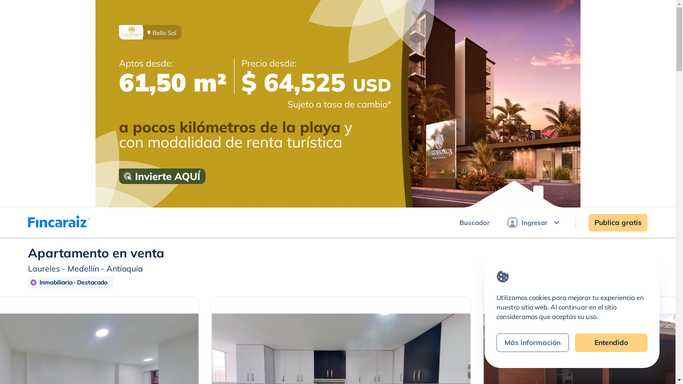 Bello Sol
Aptos desde:
61,50 m²
Precio desde:
$ 64,525 USD
Sujeto a tasa de cambio*
a pocos kilómetros de la playa y
con modalidad de renta turística
Invierte AQUÍ
Fincaraiz
Buscador
Ingresar
Publica gratis
Apartamento en venta
Laureles - Medellín - Antioquia
Inmobiliaria · Destacado
Utilizamos cookies para mejorar tu experiencia en
nuestro sitio web. Al continuar en el sitio
consideramos que aceptas su uso.
Más información
Entendido